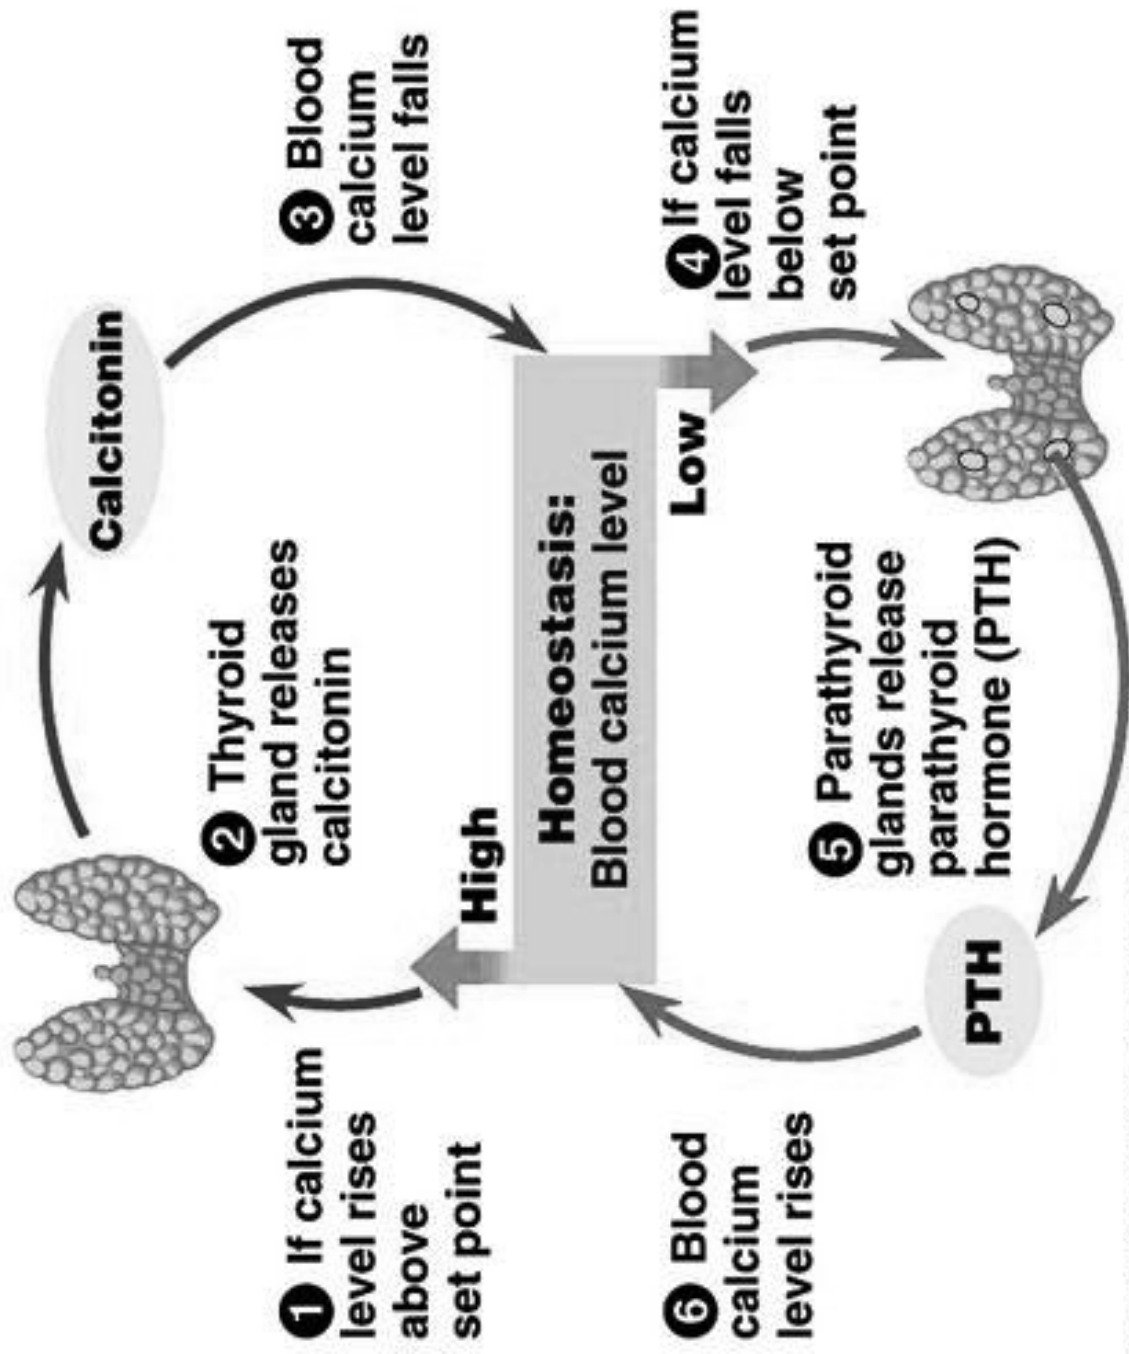 1 If calcium
level rises
above
set point
2 Thyroid
gland releases
calcitonin
Calcitonin
3 Blood
calcium
level falls
High
Homeostasis:
Blood calcium level
Low
4 If calcium
level falls
below
set point
5 Parathyroid
glands release
parathyroid
hormone (PTH)
PTH
6 Blood
calcium
level rises